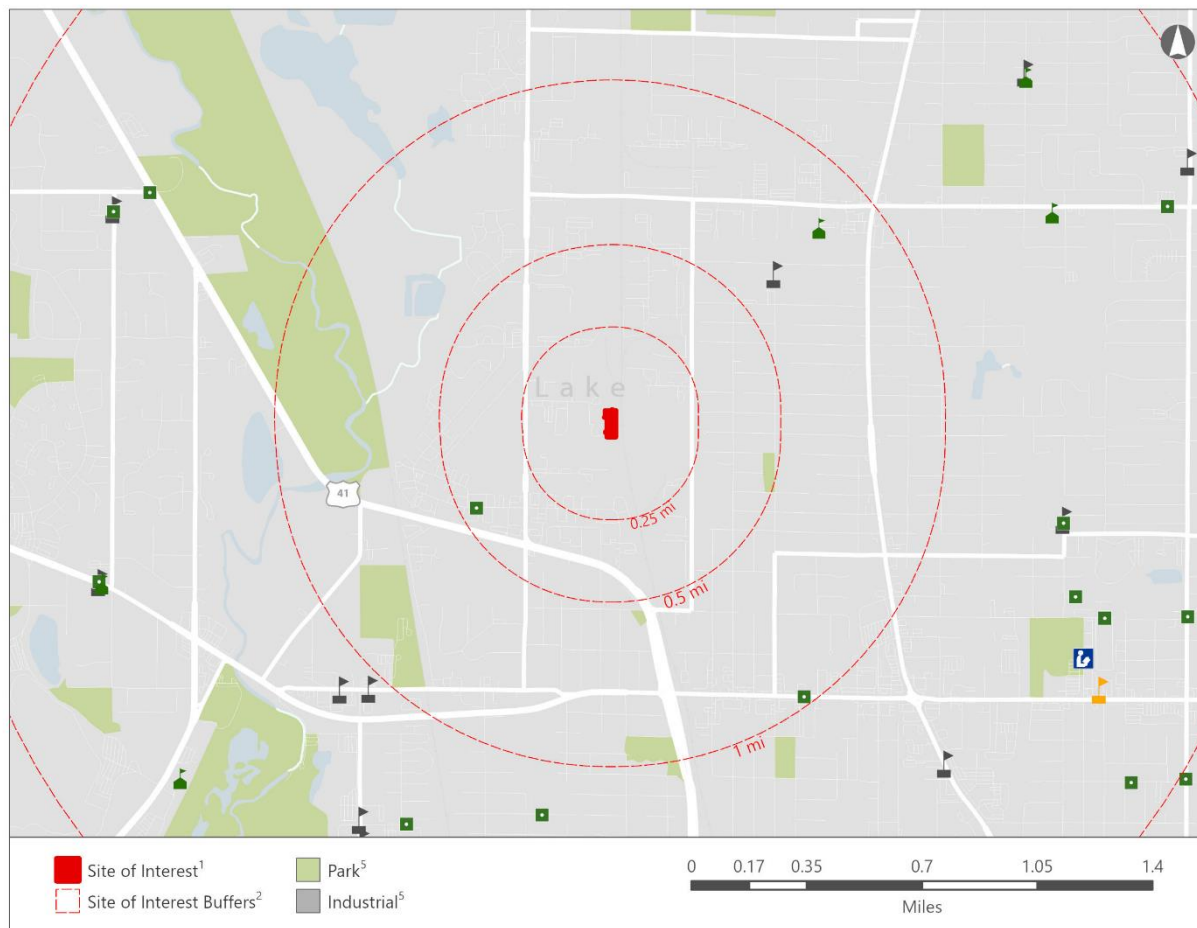 Lake
41
0.25 mi
0.5 mi
1 mi
Site of Interest1
Site of Interest Buffers2
Park5
Industrial5
0 0.17 0.35 0.7 1.05 1.4
Miles